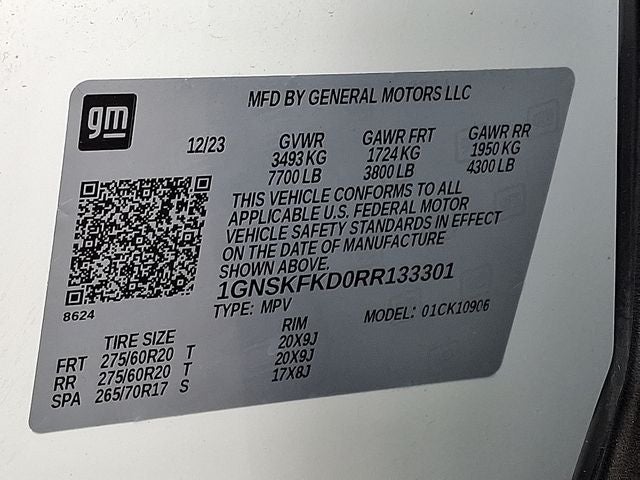 gm
MFD BY GENERAL MOTORS LLC
12/23 GVWR GAWR FRT GAWR RR
3493 KG 1724 KG 1950 KG
7700 LB 3800 LB 4300 LB
THIS VEHICLE CONFORMS TO ALL
APPLICABLE U.S. FEDERAL MOTOR
VEHICLE SAFETY STANDARDS IN EFFECT
ON THE DATE OF MANUFACTURE
SHOWN ABOVE.
1GNSKFKD0RR133301
8624
TYPE: MPV MODEL: 01CK10906
TIRE SIZE RIM
FRT 275/60R20 T 20X9J
RR 275/60R20 T 20X9J
SPA 265/70R17 S 17X8J